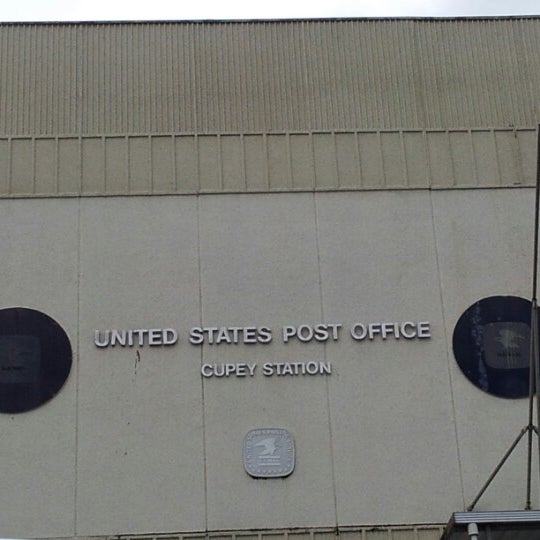 UNITED STATES POST OFFICE
CUPEY STATION